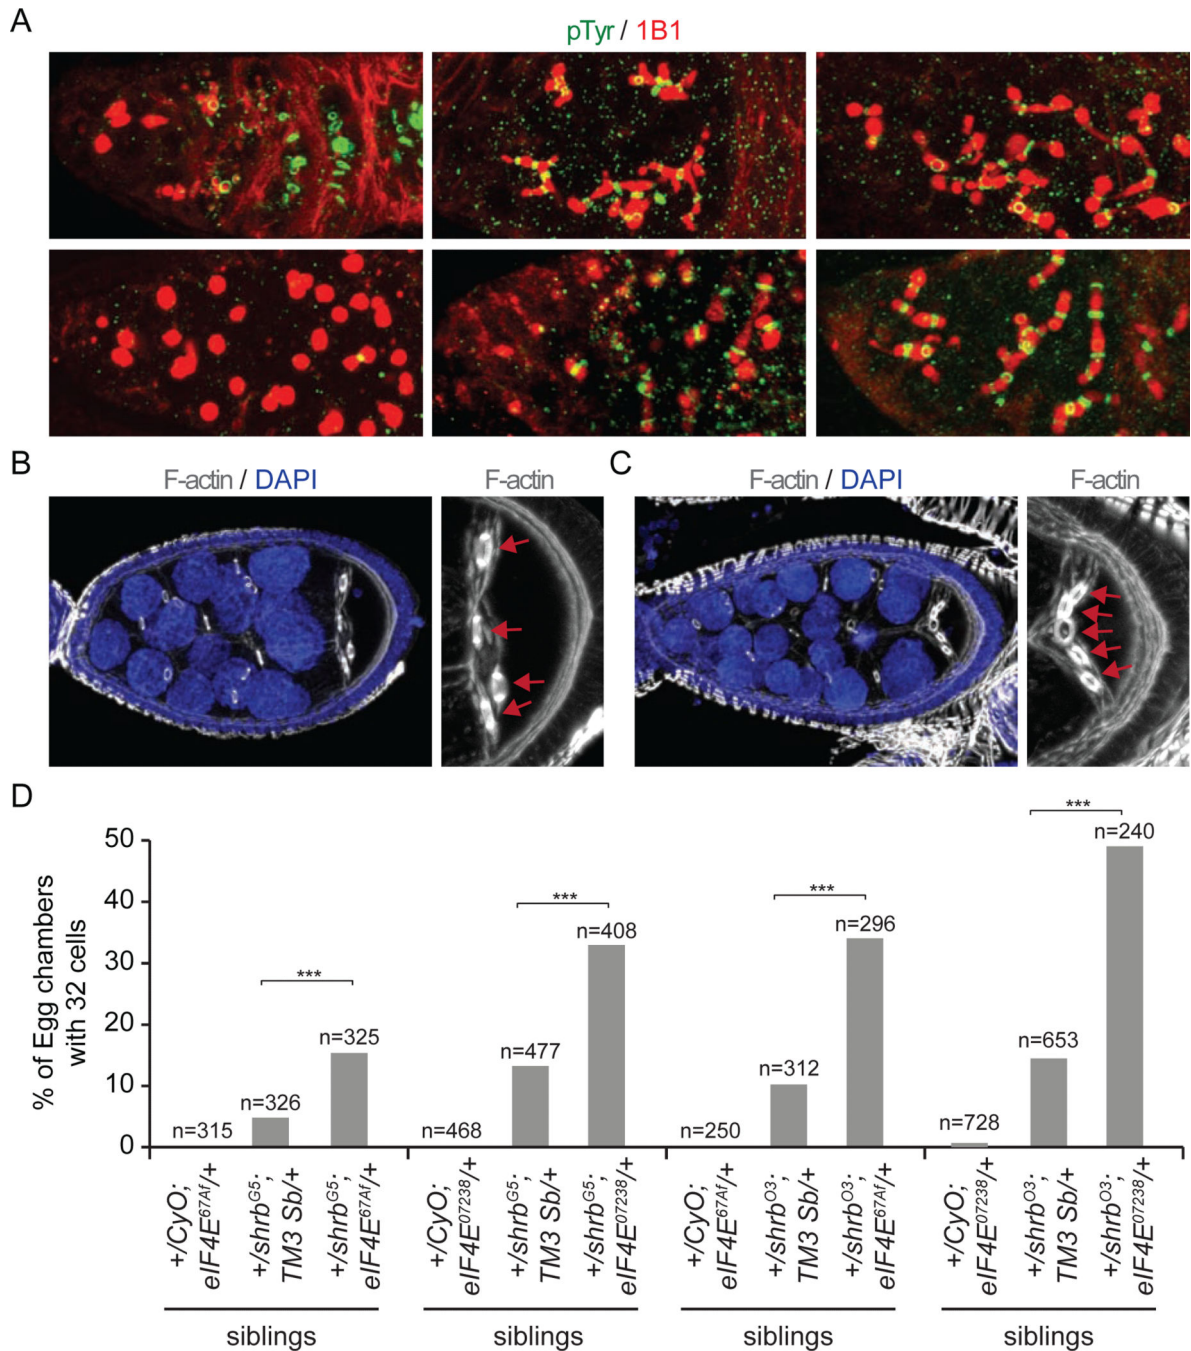 A
pTyr / 1B1
B
F-actin / DAPI
F-actin
C
F-actin / DAPI
F-actin
D
% of Egg chambers
with 32 cells
50
40
30
20
10
0
n=315
n=326
n=325
***
n=468
n=477
n=408
***
n=250
n=312
n=296
***
n=728
n=653
n=240
***
+/CyO;
eIF4E67Af/+
+/shrbG5;
TM3 Sb/+
+/shrbG5;
eIF4E67Af/+
+/CyO;
eIF4E07238/+
+/shrbG5;
TM3 Sb/+
+/shrbG5;
eIF4E07238/+
+/CyO;
eIF4E67Af/+
+/shrbO3;
TM3 Sb/+
+/shrbO3;
eIF4E67Af/+
+/CyO;
eIF4E07238/+
+/shrbO3;
TM3 Sb/+
+/shrbO3;
eIF4E07238/+
siblings
siblings
siblings
siblings